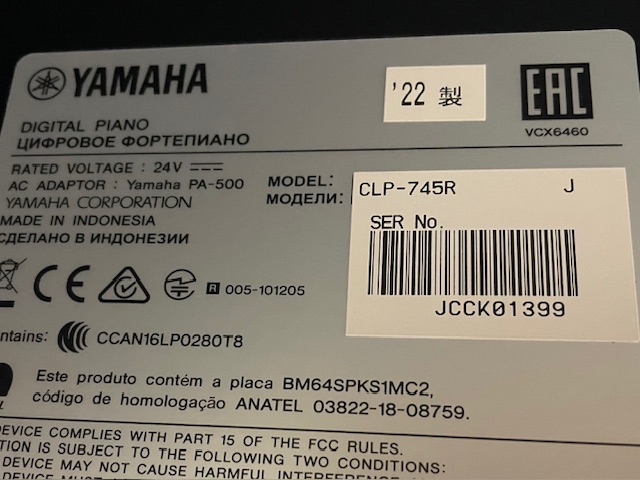 YAMAHA
'22 製
EAC
VCX6460
DIGITAL PIANO
ЦИФРОВОЕ ФОРТЕПИАНО
RATED VOLTAGE : 24V
AC ADAPTOR : Yamaha PA-500
YAMAHA CORPORATION
MADE IN INDONESIA
СДЕЛАНО В ИНДОНЕЗИИ
MODEL:
МОДЕЛИ:
CLP-745R J
SER No.
JCCK01399
CE
R 005-101205
CCAN16LP0280T8
Este produto contém a placa BM64SPKS1MC2,
código de homologação ANATEL 03822-18-08759.
DEVICE COMPLIES WITH PART 15 OF THE FCC RULES.
IS SUBJECT TO THE FOLLOWING TWO CONDITIONS:
DEVICE MAY NOT CAUSE HARMFUL